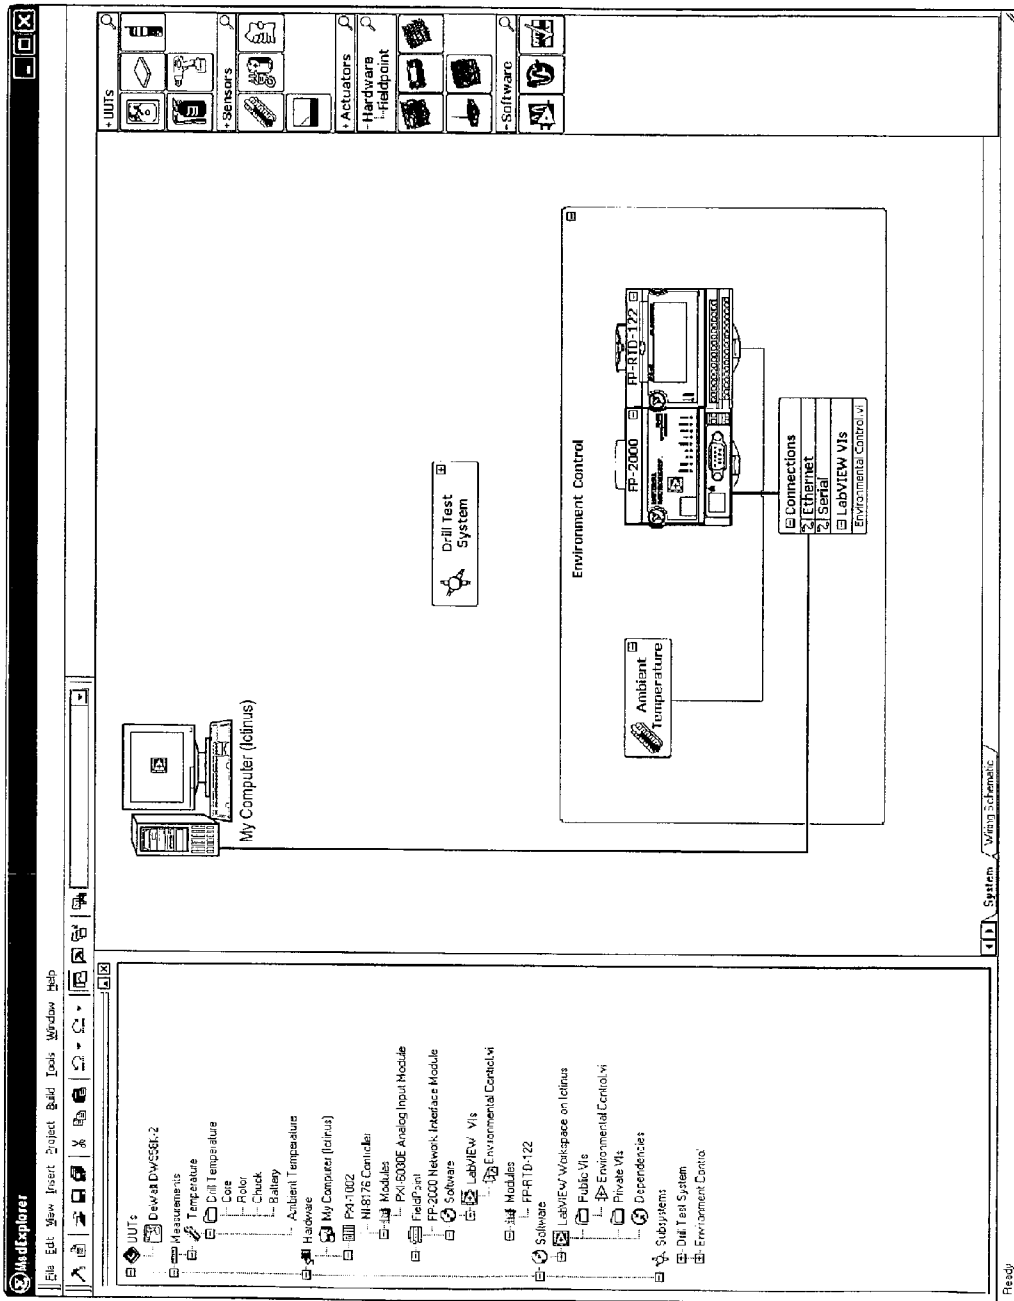 MsdExplorer
File Edit View Insert Project Build Tools Window Help
UUTs
DeWalt DW955K-2
Measurements
Temperature
Drill Temperature
Core
Rotor
Chuck
Battery
Ambient Temperature
Hardware
My Computer (Ictinus)
PXI-1002
NI-8176 Controller
Modules
PXI-6030E Analog Input Module
FieldPoint
FP-2000 Network Interface Module
Software
LabVIEW VIs
Environmental Control.vi
Modules
FP-RTD-122
Software
LabVIEW Workspace on Ictinus
Public VIs
Environmental Control.vi
Private VIs
Dependencies
Subsystems
Drill Test System
Environment Control
My Computer (Ictinus)
Drill Test
System
Environment Control
Ambient
Temperature
FP-2000
FP-RTD-122
Connections
Ethernet
Serial
LabVIEW VIs
Environmental Control.vi
System
Wiring Schematic
+UUTs
+Sensors
+Actuators
-Hardware
Fieldpoint
-Software
Ready